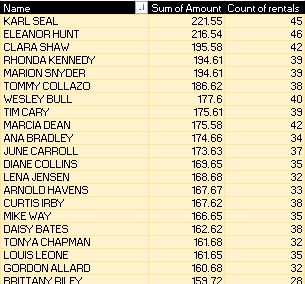 Name Sum of Amount Count of rentals
KARL SEAL 221.55 45
ELEANOR HUNT 216.54 46
CLARA SHAW 195.58 42
RHONDA KENNEDY 194.61 39
MARION SNYDER 194.61 39
TOMMY COLLAZO 186.62 38
WESLEY BULL 177.6 40
TIM CARY 175.61 39
MARCIA DEAN 175.58 42
ANA BRADLEY 174.66 34
JUNE CARROLL 173.63 37
DIANE COLLINS 169.65 35
LENA JENSEN 168.68 32
ARNOLD HAVENS 167.67 33
CURTIS IRBY 167.62 38
MIKE WAY 166.65 35
DAISY BATES 162.62 38
TONYA CHAPMAN 161.68 32
LOUIS LEONE 161.65 35
GORDON ALLARD 160.68 32
BRITTANY RILEY 159.72 28